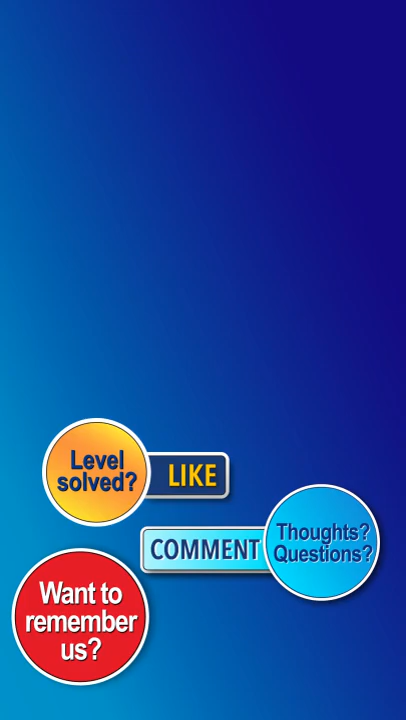 Level
solved?
LIKE
Thoughts?
Questions?
COMMENT
Want to
remember
us?